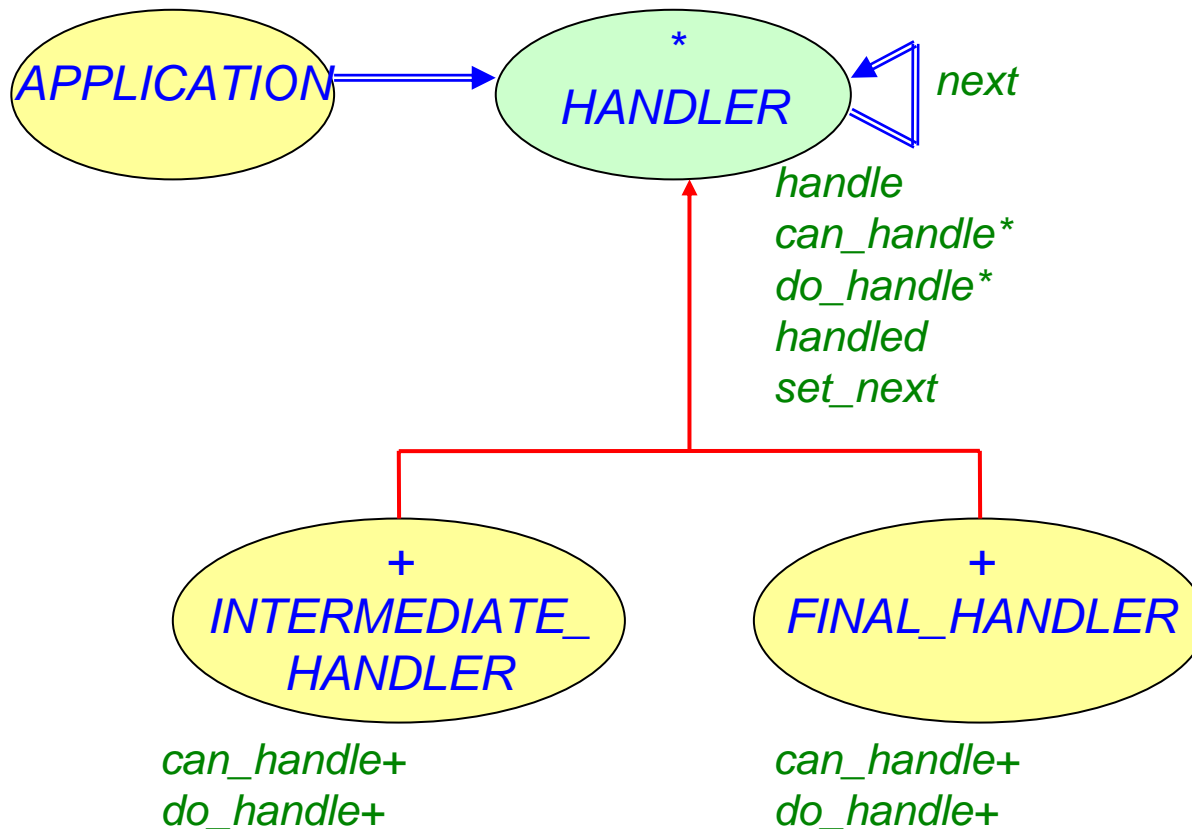 APPLICATION
*
HANDLER
next
handle
can_handle*
do_handle*
handled
set_next
+
INTERMEDIATE_
HANDLER
+
FINAL_HANDLER
can_handle+
do_handle+
can_handle+
do_handle+